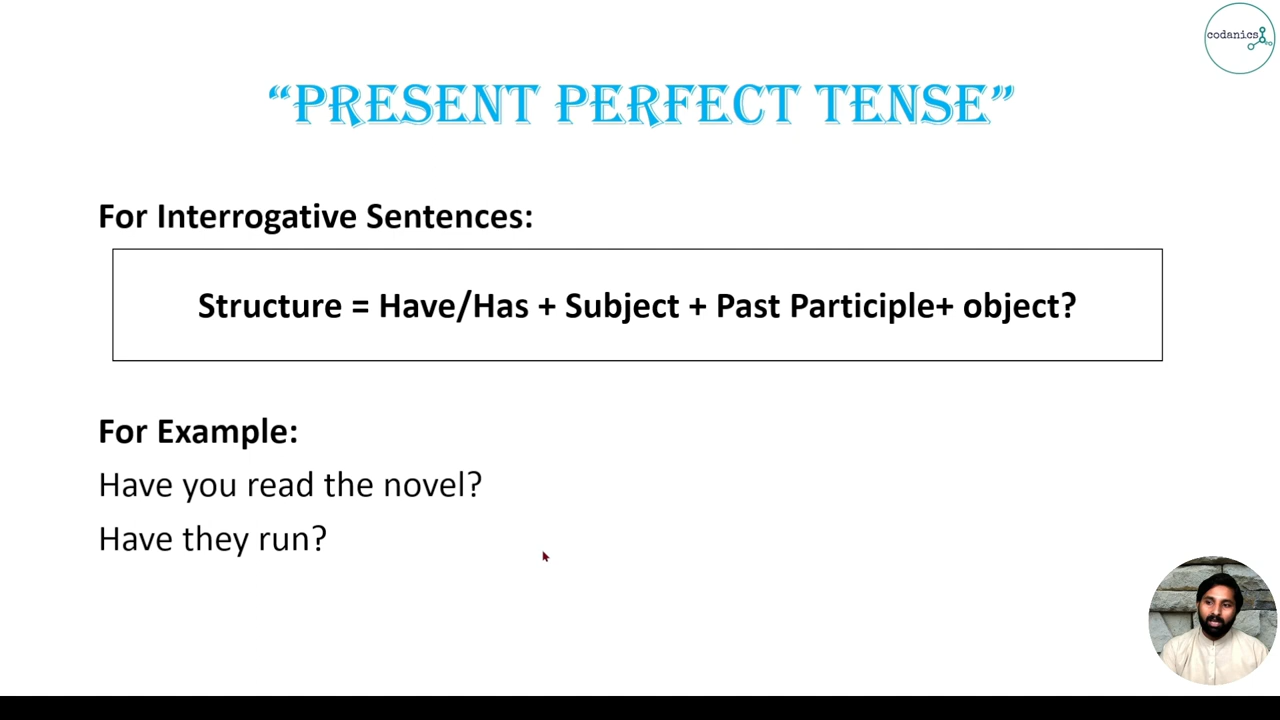 codanics
“PRESENT PERFECT TENSE”
For Interrogative Sentences:
Structure = Have/Has + Subject + Past Participle+ object?
For Example:
Have you read the novel?
Have they run?